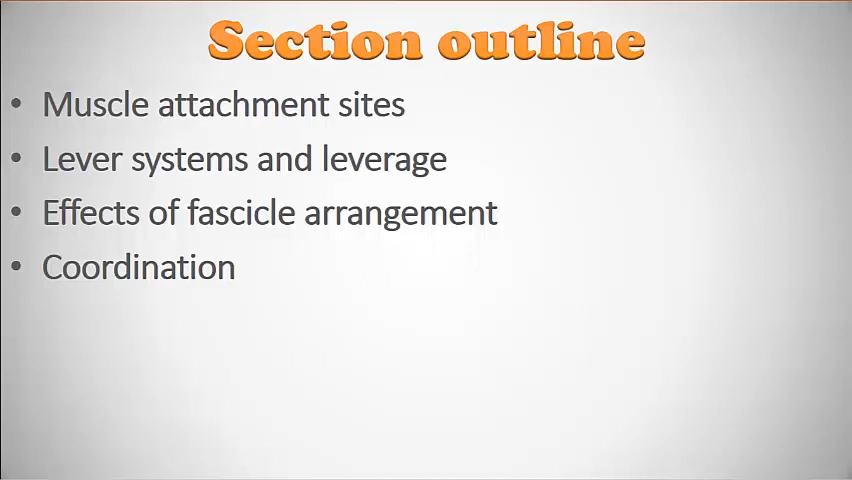 Section outline
• Muscle attachment sites
• Lever systems and leverage
• Effects of fascicle arrangement
• Coordination